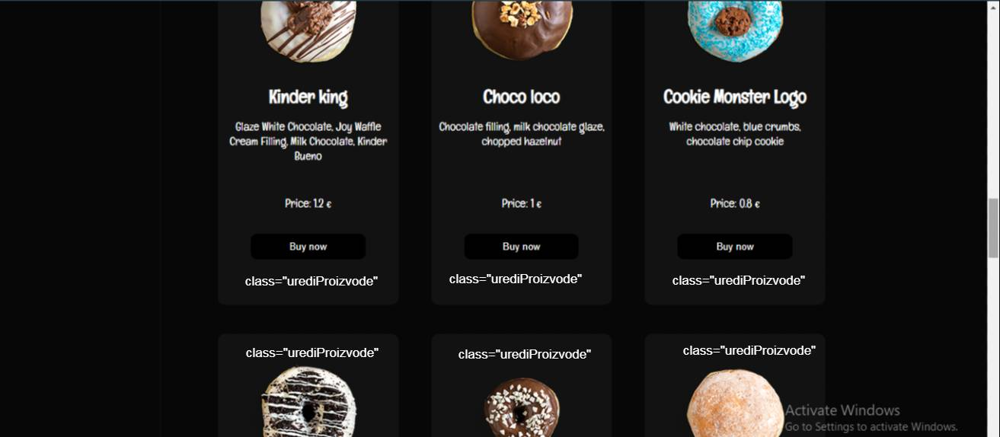 Kinder king
Glaze White Chocolate, Joy Waffle
Cream Filling, Milk Chocolate, Kinder
Bueno
Price: 1.2 €
Buy now
class="urediProizvode"
Choco loco
Chocolate filling, milk chocolate glaze,
chopped hazelnut
Price: 1 €
Buy now
class="urediProizvode"
Cookie Monster Logo
White chocolate, blue crumbs,
chocolate chip cookie
Price: 0.8 €
Buy now
class="urediProizvode"
class="urediProizvode"
class="urediProizvode"
class="urediProizvode"
Activate Windows
Go to Settings to activate Windows.